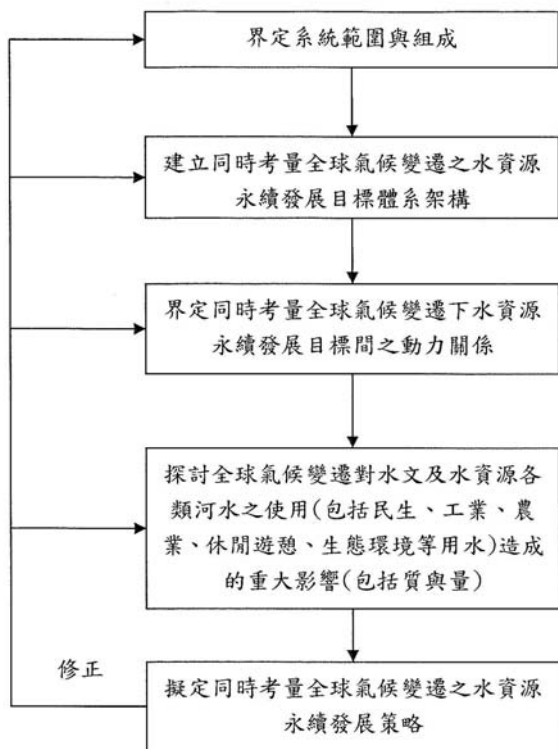 界定系統範圍與組成
建立同時考量全球氣候變遷之水資源
永續發展目標體系架構
界定同時考量全球氣候變遷下水資源
永續發展目標間之動力關係
探討全球氣候變遷對水文及水資源各
類河水之使用(包括民生、工業、農
業、休閒遊憩、生態環境等用水)造成
的重大影響(包括質與量)
修正
擬定同時考量全球氣候變遷之水資源
永續發展策略